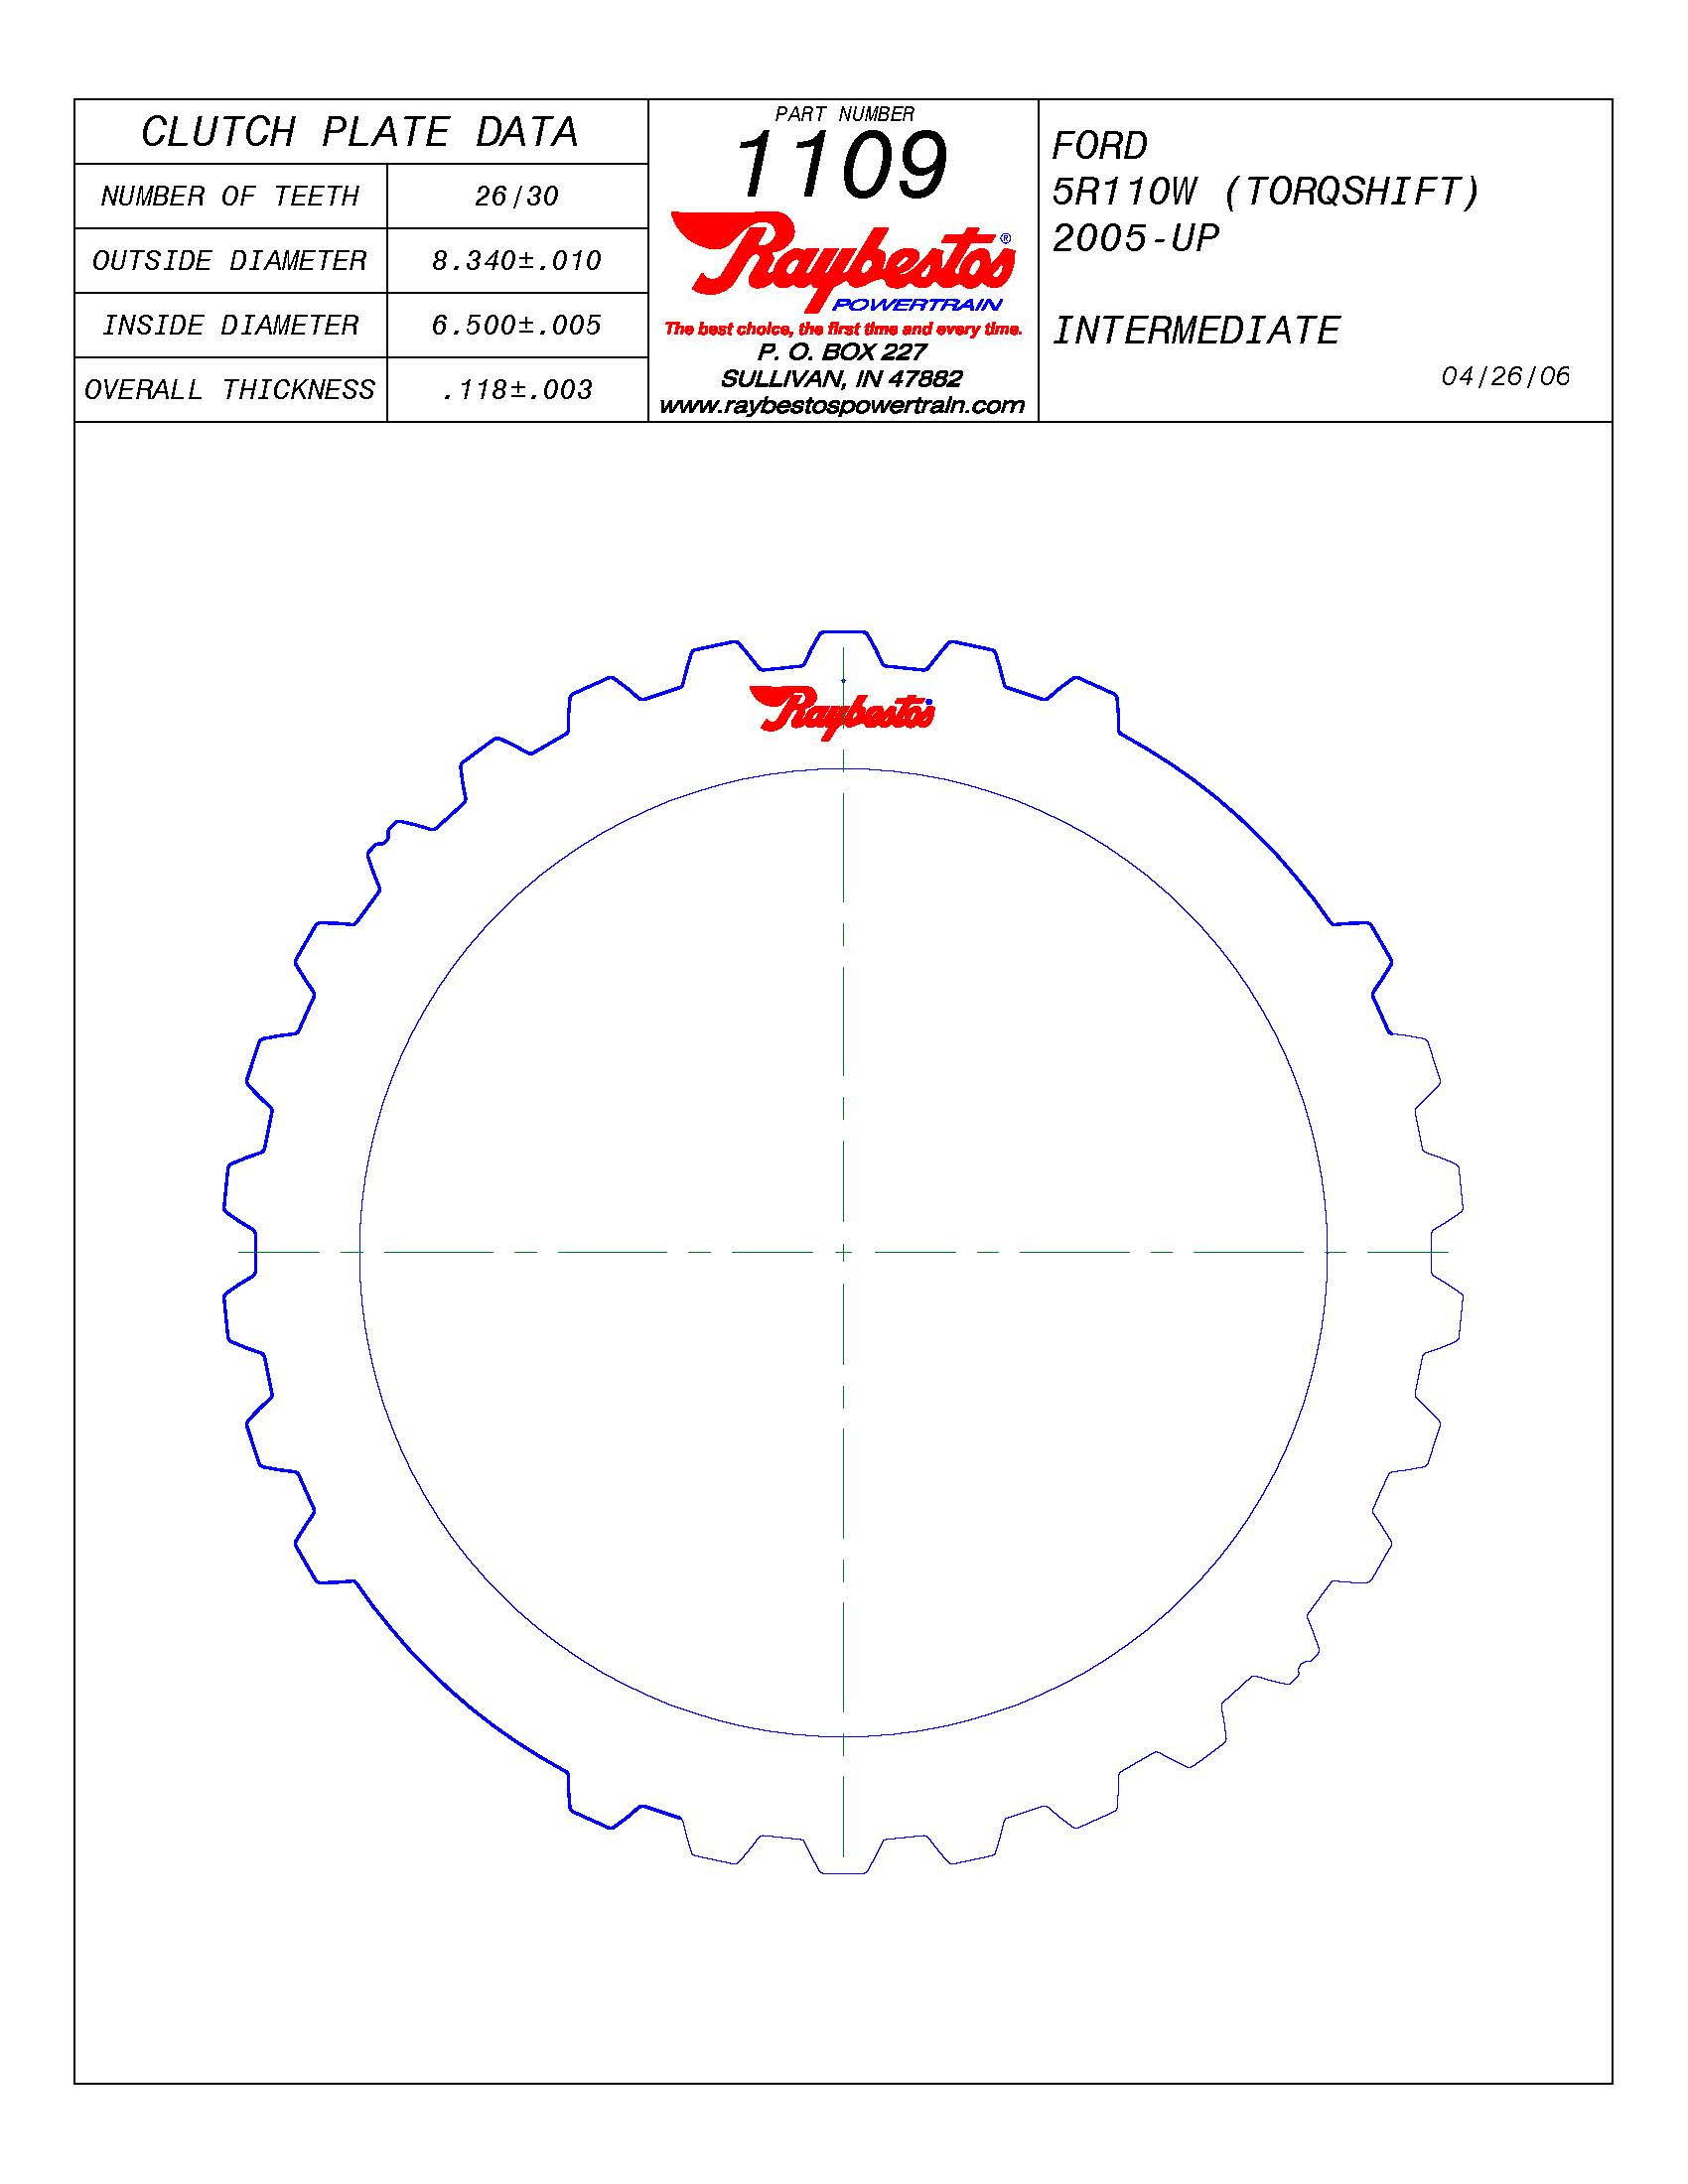 CLUTCH PLATE DATA
NUMBER OF TEETH 26/30
OUTSIDE DIAMETER 8.340±.010
INSIDE DIAMETER 6.500±.005
OVERALL THICKNESS .118±.003
PART NUMBER
1109
Raybestos®
POWERTRAIN
The best choice, the first time and every time.
P. O. BOX 227
SULLIVAN, IN 47882
www.raybestospowertrain.com
FORD
5R110W (TORQSHIFT)
2005-UP
INTERMEDIATE
04/26/06
Raybestos